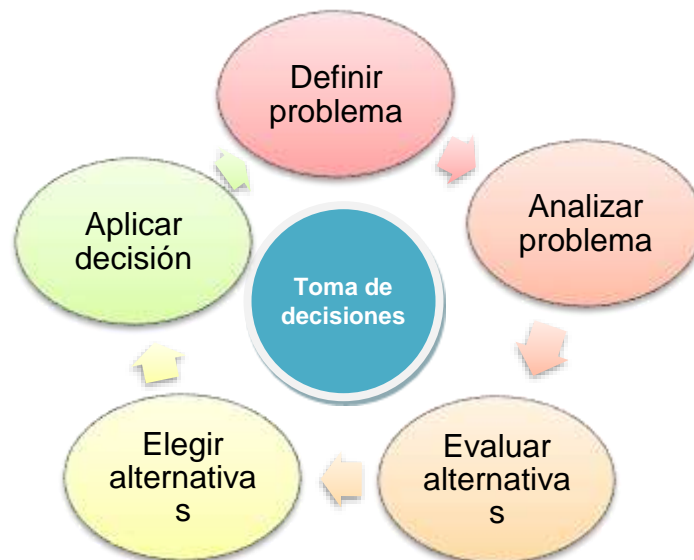 Definir
problema
Analizar
problema
Evaluar
alternativa
s
Elegir
alternativa
s
Aplicar
decisión
Toma de
decisiones